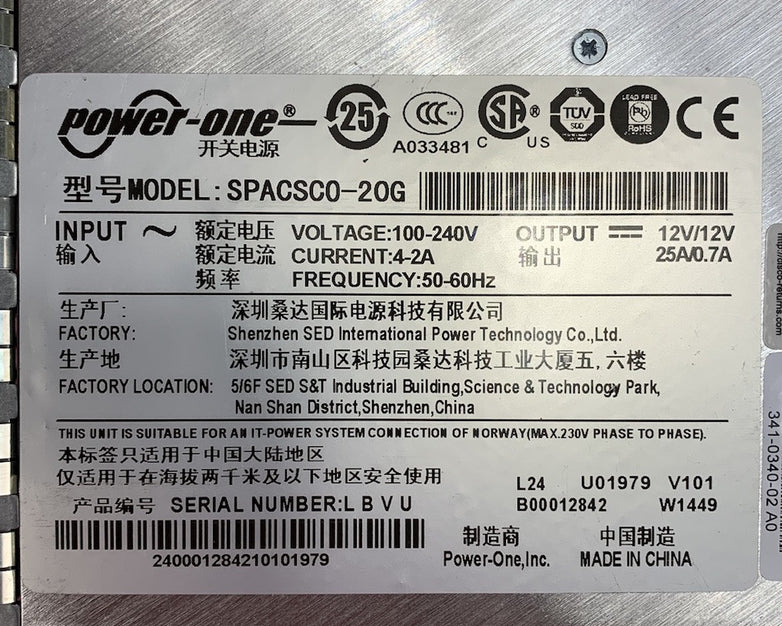 power-one®
开关电源
25
CCC
A033481
SA®
C US
TUV
LEAD FREE
Pb
RoHS
CE
型号MODEL: SPACSCO-20G
INPUT ~ 额定电压 VOLTAGE:100-240V OUTPUT 12V/12V
输入 额定电流 CURRENT:4-2A 输出 25A/0.7A
频率 FREQUENCY:50-60Hz
生产厂: 深圳桑达国际电源科技有限公司
FACTORY: Shenzhen SED International Power Technology Co.,Ltd.
生产地 深圳市南山区科技园桑达科技工业大厦五,六楼
FACTORY LOCATION: 5/6F SED S&T Industrial Building,Science & Technology Park,
Nan Shan District,Shenzhen,China
THIS UNIT IS SUITABLE FOR AN IT-POWER SYSTEM CONNECTION OF NORWAY(MAX.230V PHASE TO PHASE).
本标签只适用于中国大陆地区
仅适用于在海拔两千米及以下地区安全使用
L24 U01979 V101
产品编号 SERIAL NUMBER:L B V U B00012842 W1449
240001284210101979
制造商 中国制造
Power-One,Inc. MADE IN CHINA
341-0340-02 A0